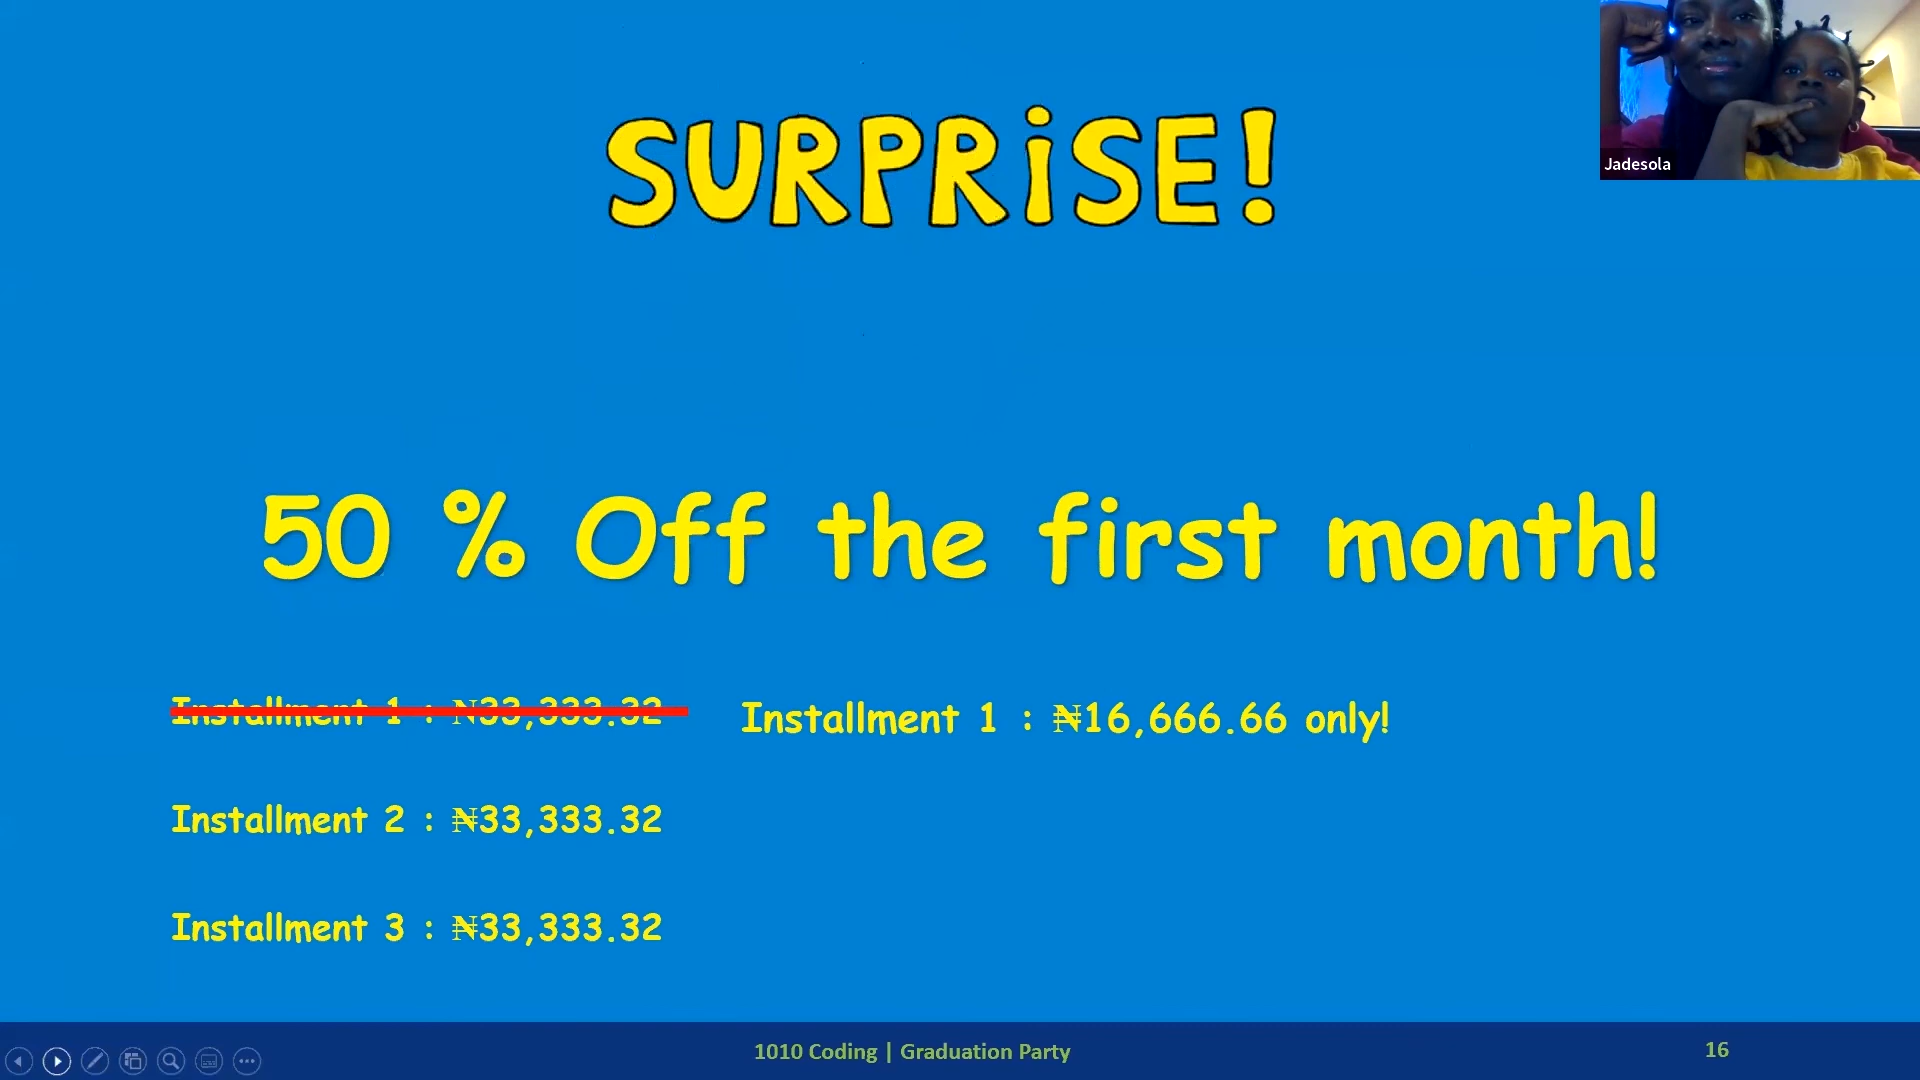 SURPRiSE!
Jadesola
50 % Off the first month!
Installment 1 : ₦33,333.32
Installment 1 : ₦16,666.66 only!
Installment 2 : ₦33,333.32
Installment 3 : ₦33,333.32
1010 Coding | Graduation Party
16